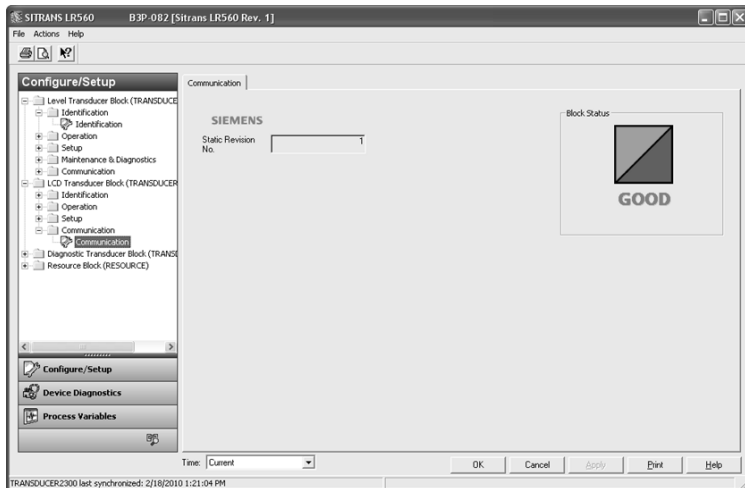 SITRANS LR560 B3P-082 [Sitrans LR560 Rev. 1]
File Actions Help
Configure/Setup
Communication
Level Transducer Block (TRANSDUCE
Identification
Identification
Operation
Setup
Maintenance & Diagnostics
Communication
LCD Transducer Block (TRANSDUCER
Identification
Operation
Setup
Communication
Communication
Diagnostic Transducer Block (TRANSD
Resource Block (RESOURCE)
SIEMENS
Static Revision No.
1
Block Status
GOOD
Configure/Setup
Device Diagnostics
Process Variables
Time: Current
OK Cancel Apply Print Help
TRANSDUCER2300 last synchronized: 2/18/2010 1:21:04 PM